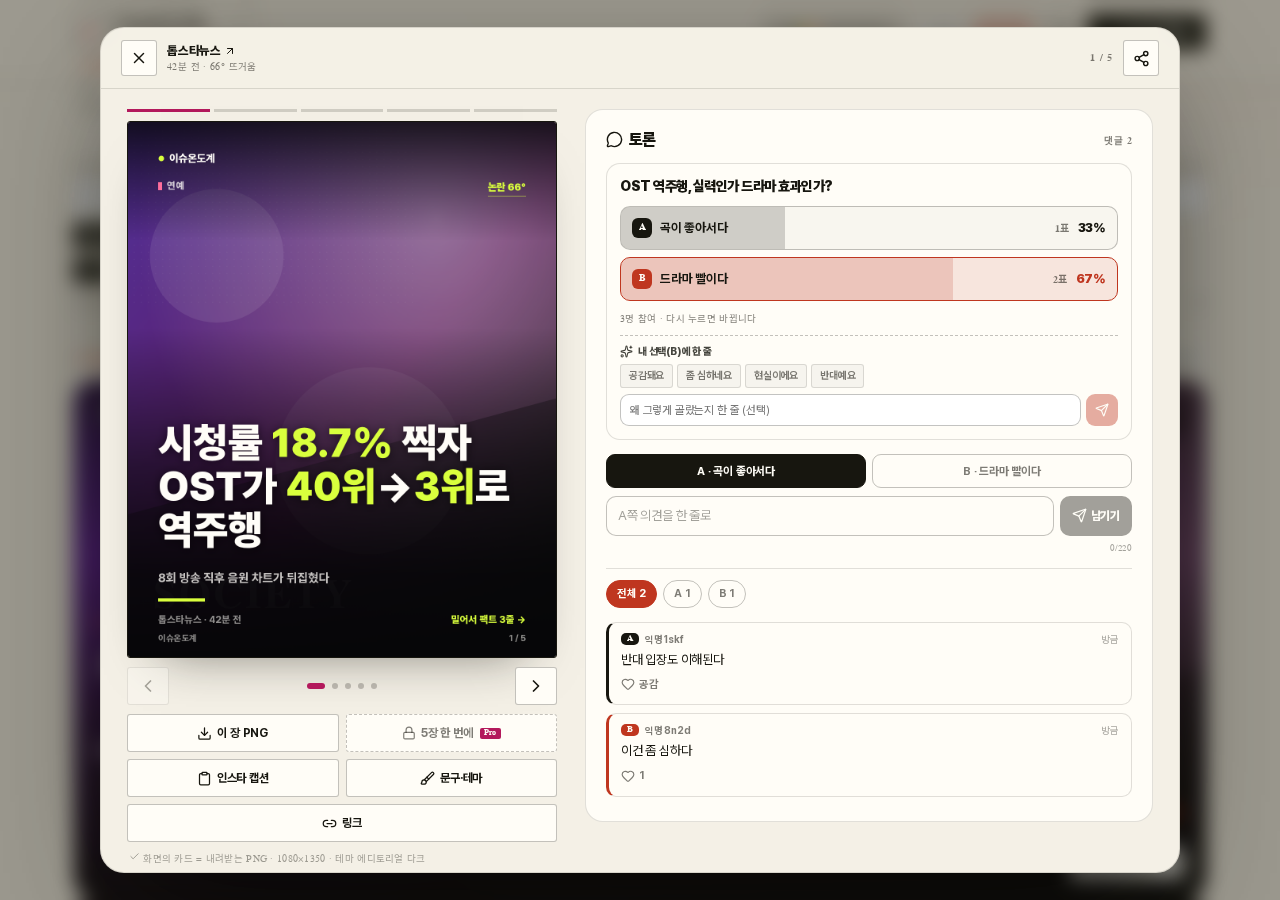 톱스타뉴스
42분 전 · 66° 뜨거움
1 / 5
이슈온도계
연예
논란 66°
시청률 18.7% 찍자
OST가 40위→3위로
역주행
8회 방송 직후 음원 차트가 뒤집혔다
톱스타뉴스 · 42분 전
밀어서 팩트 3줄 →
이슈온도계
1 / 5
이 장 PNG
5장 한 번에 Pro
인스타 캡션
문구·테마
링크
화면의 카드 = 내려받는 PNG · 1080×1350 · 테마 에디토리얼 다크
토론
댓글 2
OST 역주행, 실력인가 드라마 효과인가?
A 곡이 좋아서다 1표 33%
B 드라마 빨이다 2표 67%
3명 참여 · 다시 누르면 바뀝니다
내 선택(B)에 한 줄
공감돼요
좀 심하네요
현실이에요
반대예요
왜 그렇게 골랐는지 한 줄 (선택)
A · 곡이 좋아서다
B · 드라마 빨이다
A쪽 의견을 한 줄로
남기기
0/220
전체 2
A 1
B 1
A 익명1skf 방금
반대 입장도 이해된다
공감
B 익명8n2d 방금
이건 좀 심하다
1